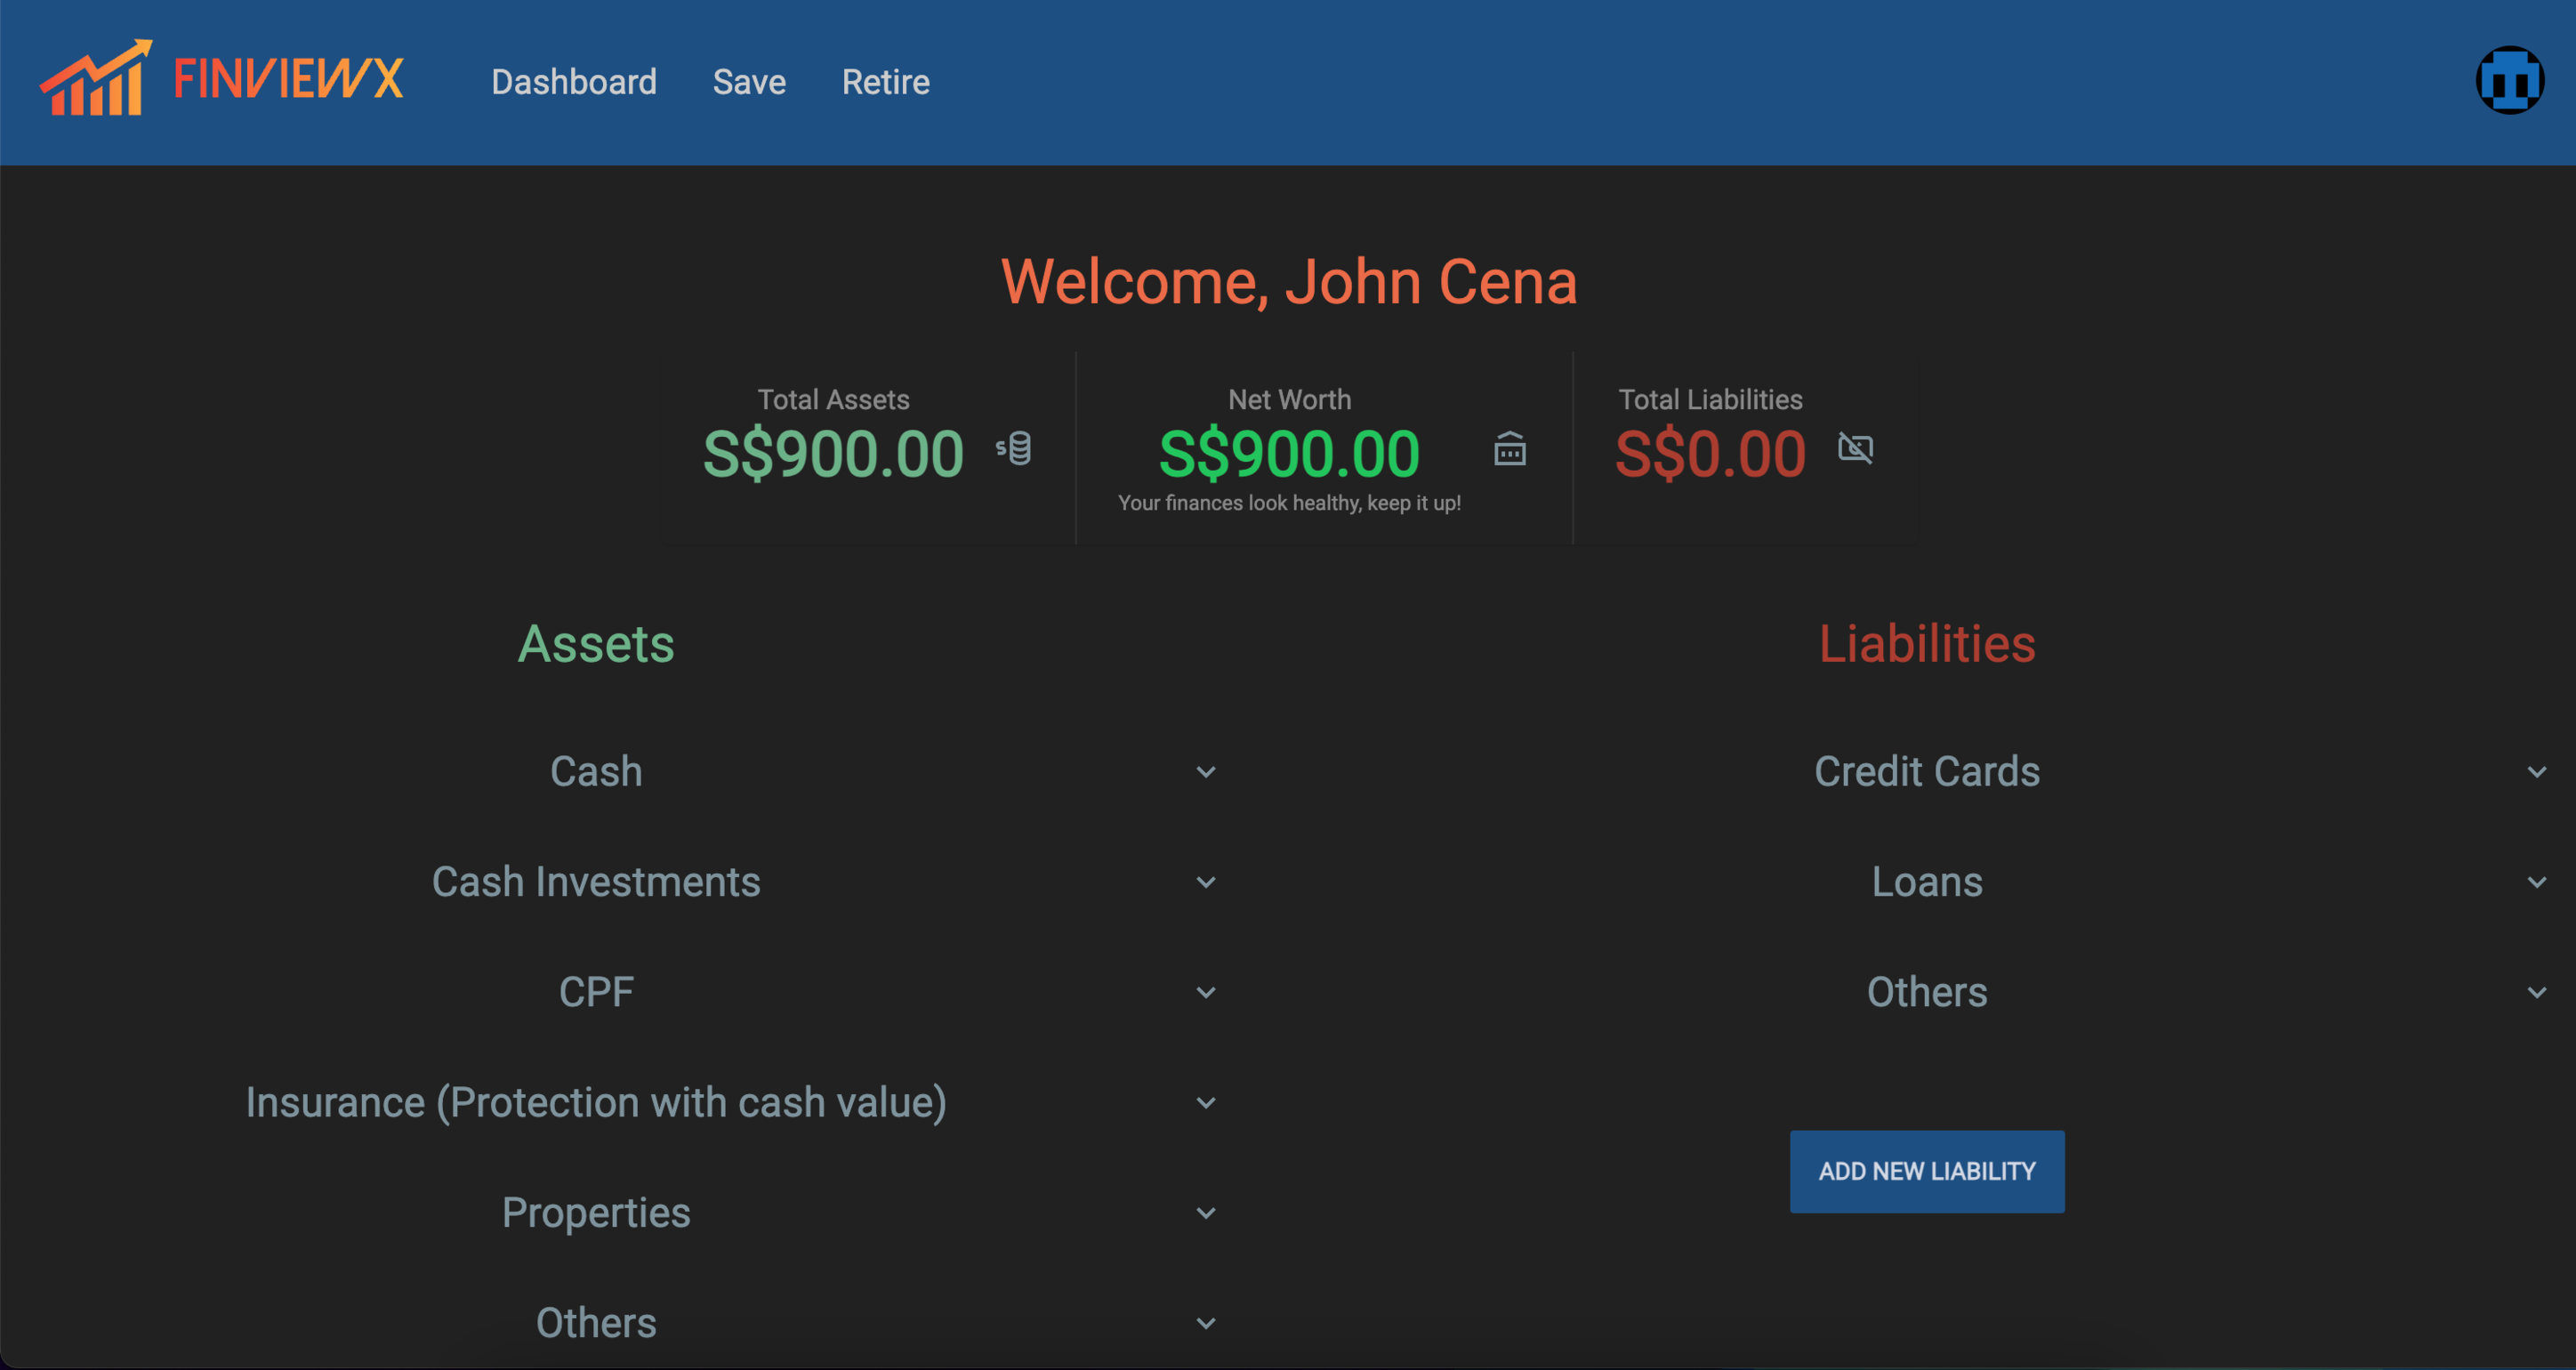 FINVIEWX
Dashboard Save Retire
Welcome, John Cena
Total Assets
S$900.00
Net Worth
S$900.00
Your finances look healthy, keep it up!
Total Liabilities
S$0.00
Assets
Cash
Cash Investments
CPF
Insurance (Protection with cash value)
Properties
Others
Liabilities
Credit Cards
Loans
Others
ADD NEW LIABILITY